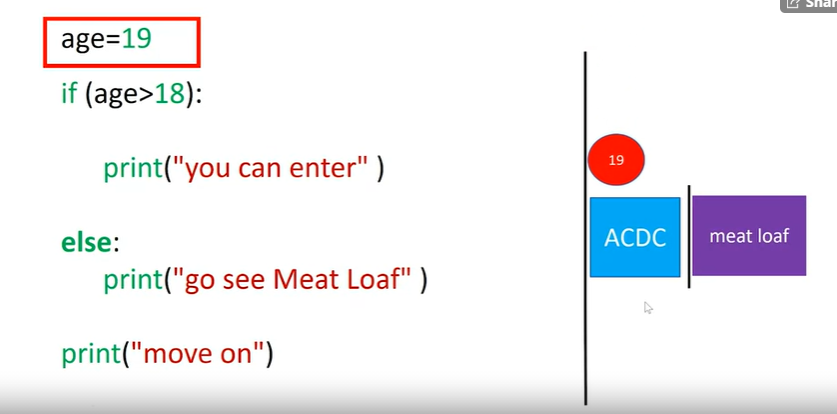 Shar
age=19
if (age>18):
print("you can enter" )
else:
print("go see Meat Loaf" )
print("move on")
19
ACDC
meat loaf